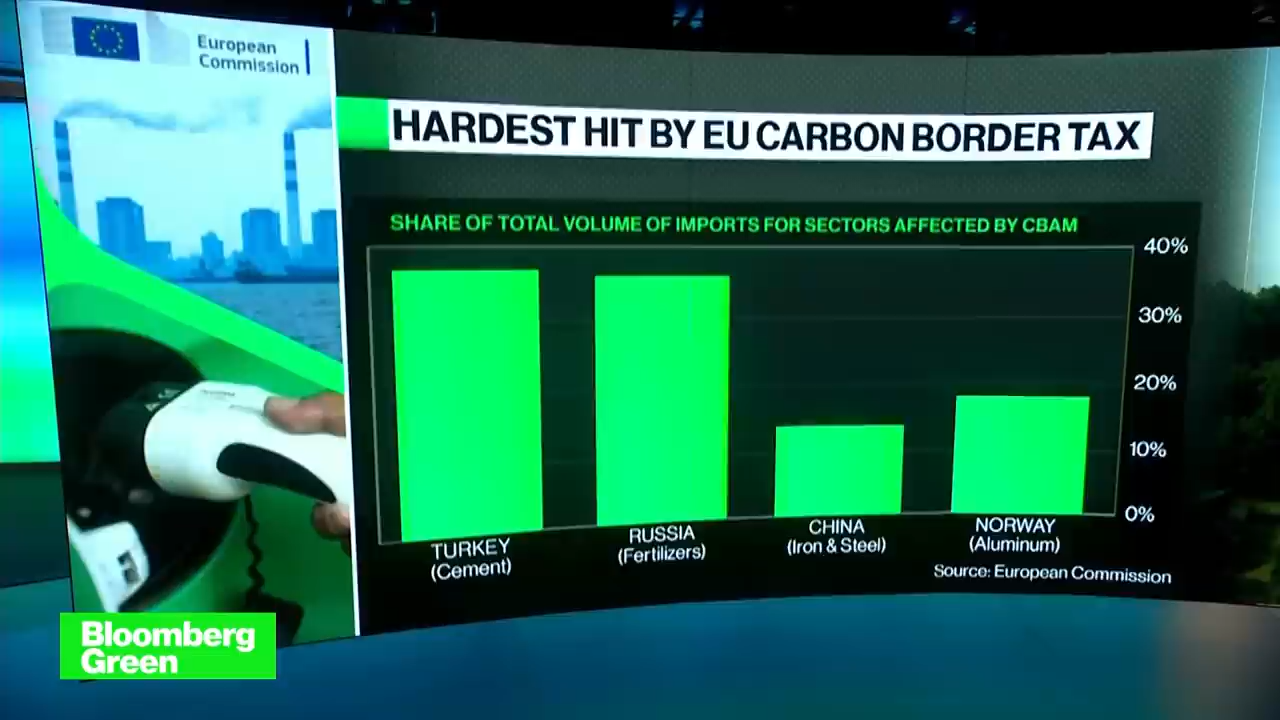 European
Commission
HARDEST HIT BY EU CARBON BORDER TAX
SHARE OF TOTAL VOLUME OF IMPORTS FOR SECTORS AFFECTED BY CBAM
40%
30%
20%
10%
0%
TURKEY
(Cement)
RUSSIA
(Fertilizers)
CHINA
(Iron & Steel)
NORWAY
(Aluminum)
Source: European Commission
Bloomberg
Green